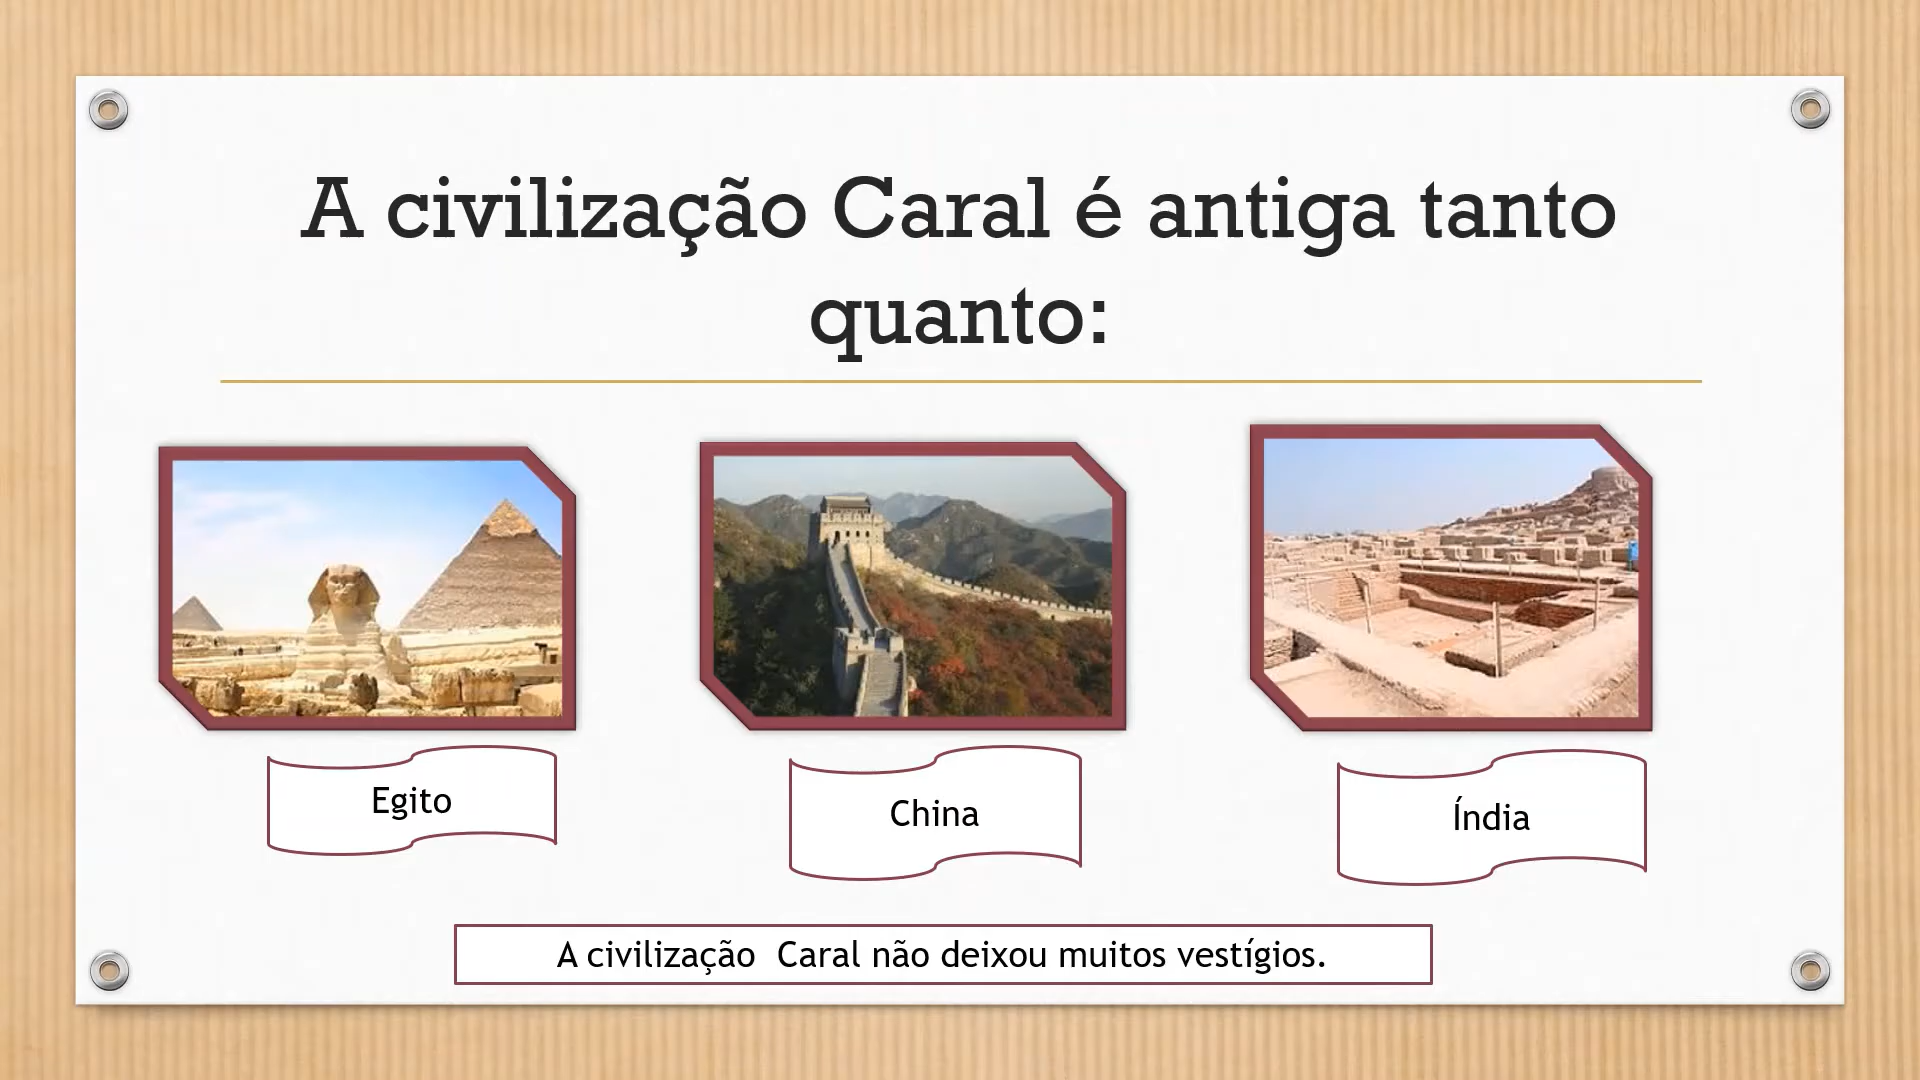 A civilização Caral é antiga tanto
quanto:
Egito
China
Índia
A civilização  Caral não deixou muitos vestígios.